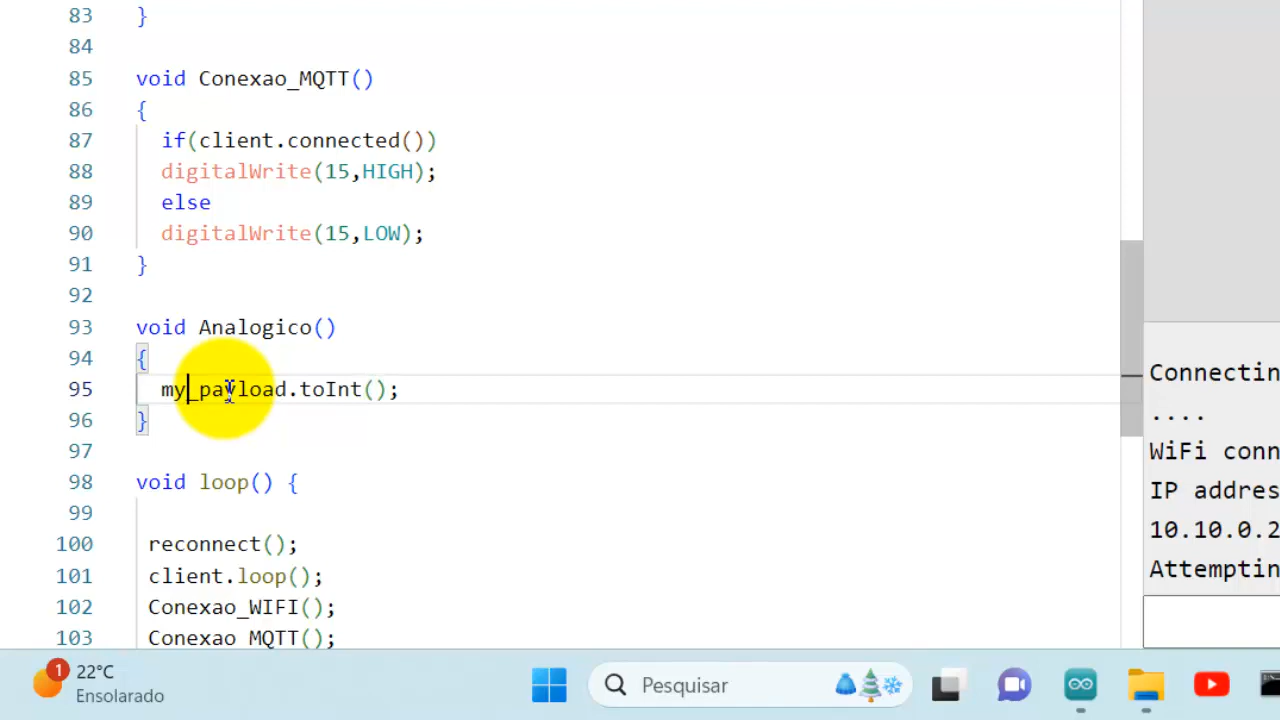 83 }
84
85 void Conexao_MQTT()
86 {
87 if(client.connected())
88 digitalWrite(15,HIGH);
89 else
90 digitalWrite(15,LOW);
91 }
92
93 void Analogico()
94 {
95 my_payload.toInt();
96 }
97
98 void loop() {
99
100 reconnect();
101 client.loop();
102 Conexao_WIFI();
103 Conexao_MQTT();
Connectin
....
WiFi conn
IP addres
10.10.0.2
Attemptin
1
22°C
Ensolarado
Pesquisar